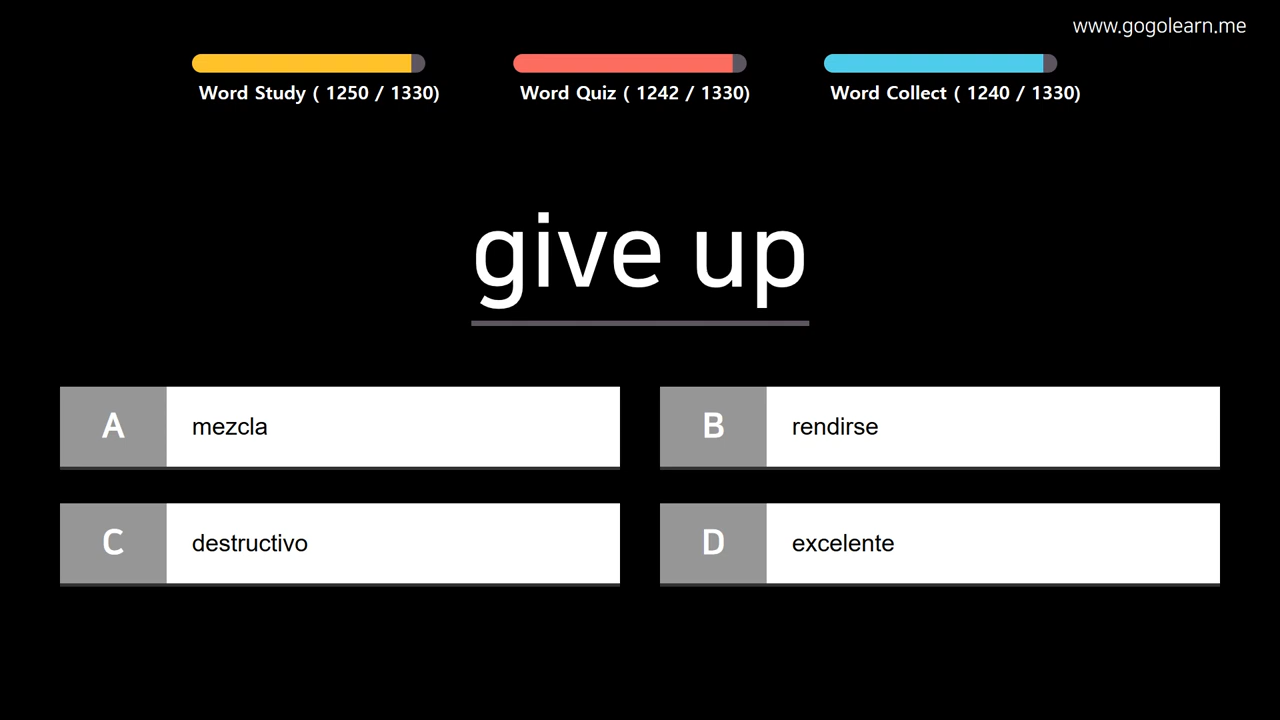 www.gogolearn.me
Word Study ( 1250 / 1330)
Word Quiz ( 1242 / 1330)
Word Collect ( 1240 / 1330)
give up
A mezcla
B rendirse
C destructivo
D excelente